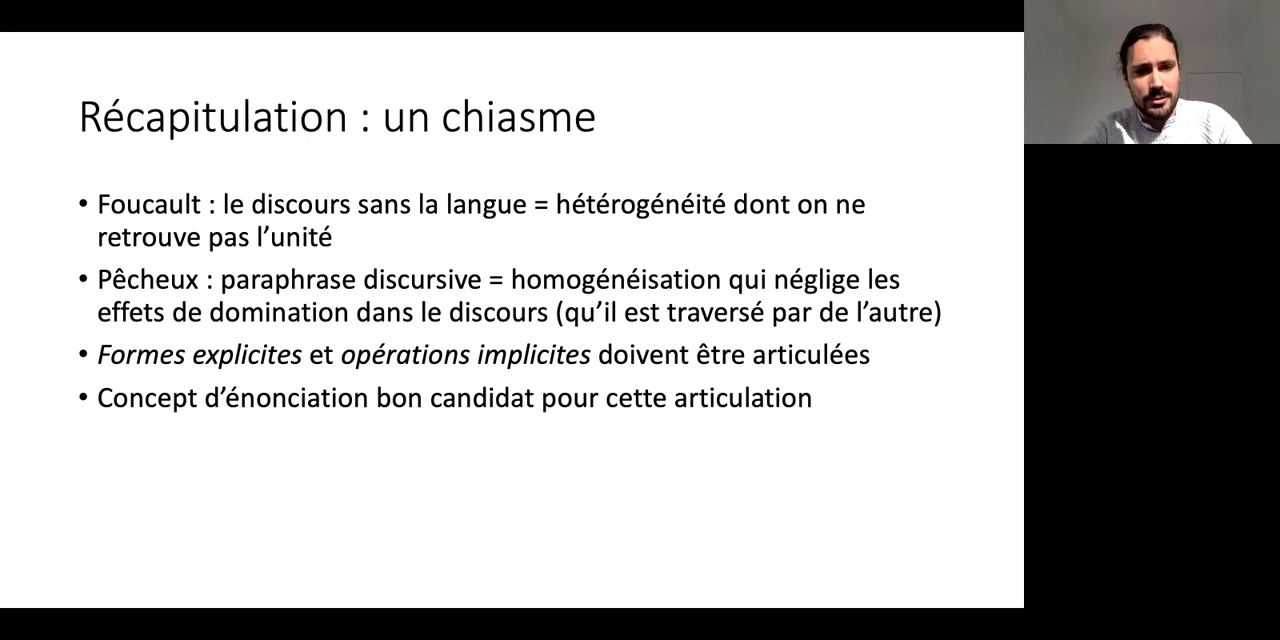 Récapitulation : un chiasme
• Foucault : le discours sans la langue = hétérogénéité dont on ne
retrouve pas l’unité
• Pêcheux : paraphrase discursive = homogénéisation qui néglige les
effets de domination dans le discours (qu’il est traversé par de l’autre)
• Formes explicites et opérations implicites doivent être articulées
• Concept d’énonciation bon candidat pour cette articulation